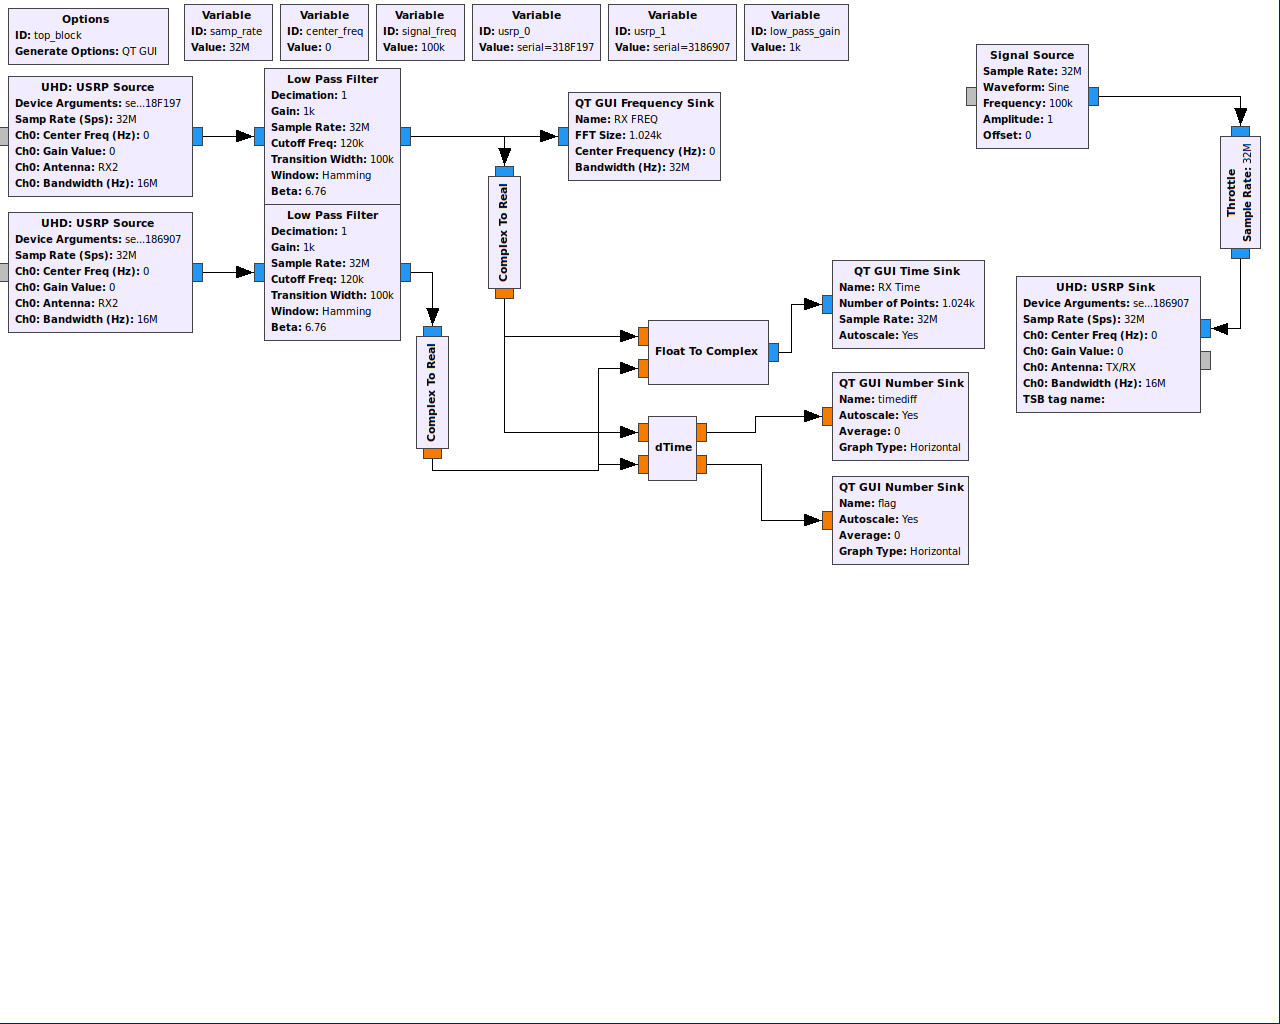 Options
ID: top_block
Generate Options: QT GUI
Variable
ID: samp_rate
Value: 32M
Variable
ID: center_freq
Value: 0
Variable
ID: signal_freq
Value: 100k
Variable
ID: usrp_0
Value: serial=318F197
Variable
ID: usrp_1
Value: serial=3186907
Variable
ID: low_pass_gain
Value: 1k
UHD: USRP Source
Device Arguments: se...18F197
Samp Rate (Sps): 32M
Ch0: Center Freq (Hz): 0
Ch0: Gain Value: 0
Ch0: Antenna: RX2
Ch0: Bandwidth (Hz): 16M
Low Pass Filter
Decimation: 1
Gain: 1k
Sample Rate: 32M
Cutoff Freq: 120k
Transition Width: 100k
Window: Hamming
Beta: 6.76
QT GUI Frequency Sink
Name: RX FREQ
FFT Size: 1.024k
Center Frequency (Hz): 0
Bandwidth (Hz): 32M
Signal Source
Sample Rate: 32M
Waveform: Sine
Frequency: 100k
Amplitude: 1
Offset: 0
Throttle
Sample Rate: 32M
Complex To Real
UHD: USRP Source
Device Arguments: se...186907
Samp Rate (Sps): 32M
Ch0: Center Freq (Hz): 0
Ch0: Gain Value: 0
Ch0: Antenna: RX2
Ch0: Bandwidth (Hz): 16M
Low Pass Filter
Decimation: 1
Gain: 1k
Sample Rate: 32M
Cutoff Freq: 120k
Transition Width: 100k
Window: Hamming
Beta: 6.76
Complex To Real
Float To Complex
QT GUI Time Sink
Name: RX Time
Number of Points: 1.024k
Sample Rate: 32M
Autoscale: Yes
UHD: USRP Sink
Device Arguments: se...186907
Samp Rate (Sps): 32M
Ch0: Center Freq (Hz): 0
Ch0: Gain Value: 0
Ch0: Antenna: TX/RX
Ch0: Bandwidth (Hz): 16M
TSB tag name:
dTime
QT GUI Number Sink
Name: timediff
Autoscale: Yes
Average: 0
Graph Type: Horizontal
QT GUI Number Sink
Name: flag
Autoscale: Yes
Average: 0
Graph Type: Horizontal